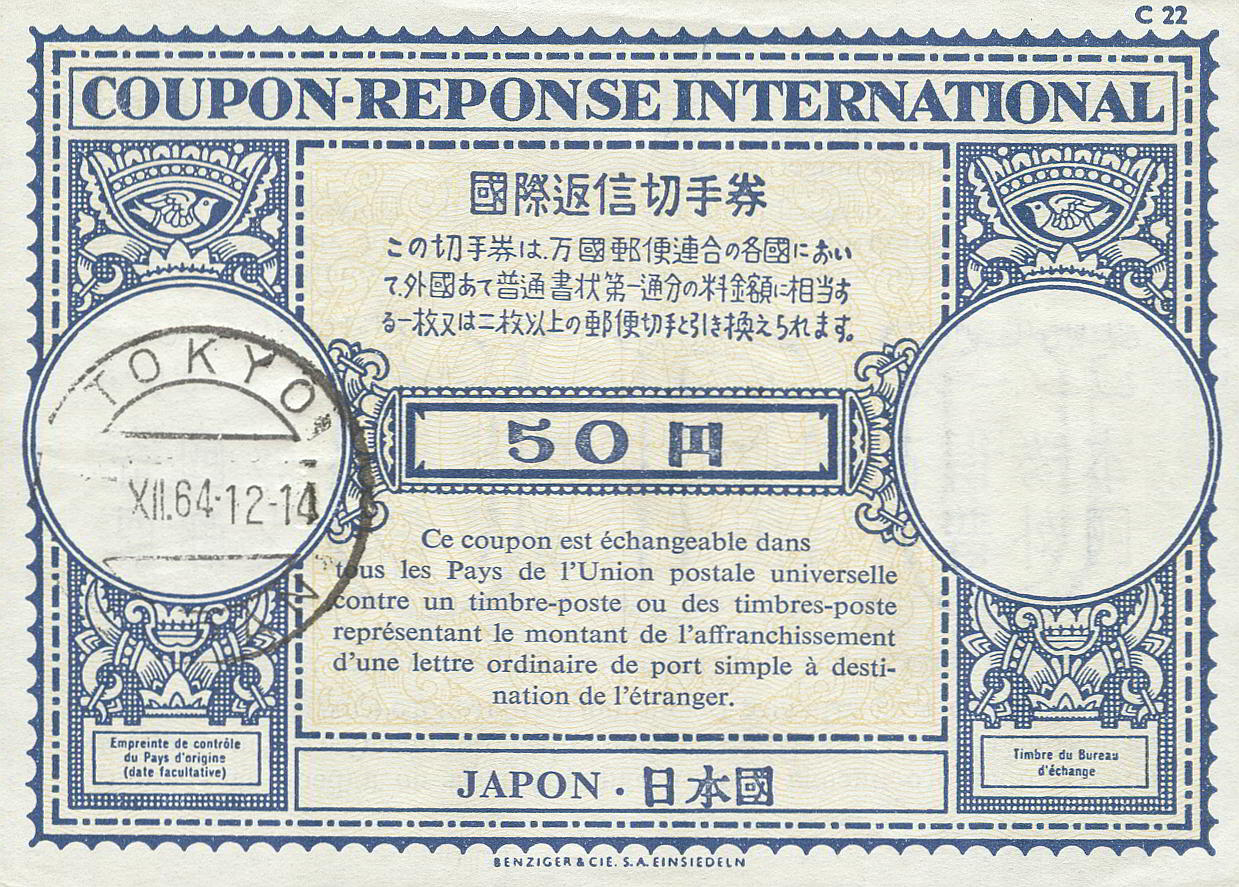 C 22
COUPON-REPONSE INTERNATIONAL
國際返信切手券
この切手券は、万國郵便連合の各國におい
て、外國あて普通書状第一通分の料金額に相当す
る一枚又は二枚以上の郵便切手と引き換えられます。
50円
TOKYO
XII.64-12-14
Ce coupon est échangeable dans
tous les Pays de l'Union postale universelle
contre un timbre-poste ou des timbres-poste
représentant le montant de l'affranchissement
d'une lettre ordinaire de port simple à desti-
nation de l'étranger.
Empreinte de contrôle
du Pays d'origine
(date facultative)
Timbre du Bureau
d'échange
JAPON · 日本國
BENZIGER & CIE. S.A. EINSIEDELN